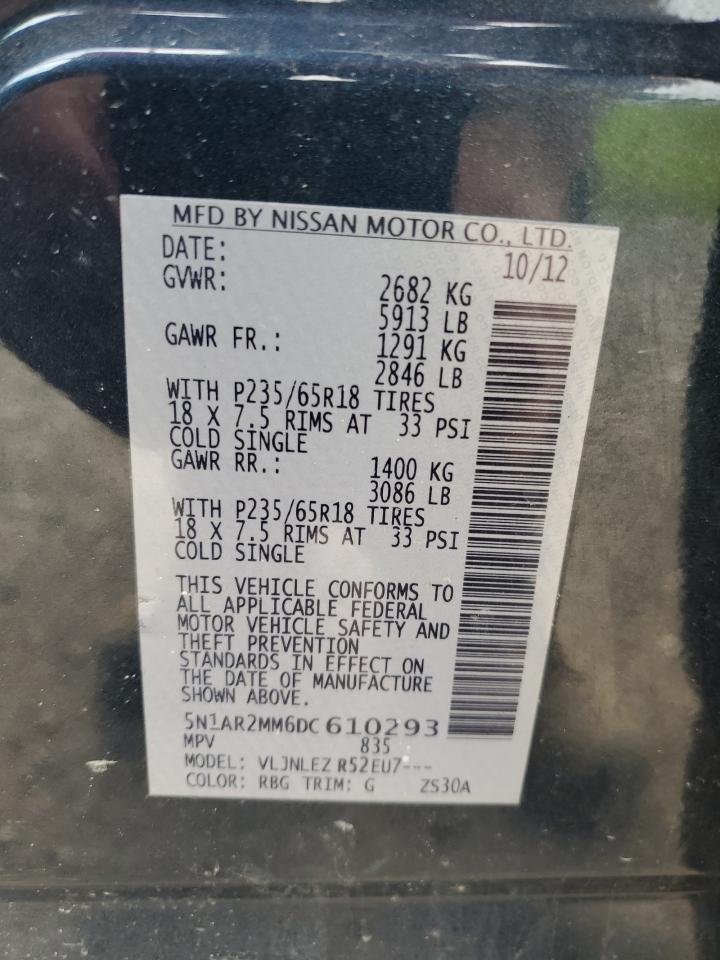 MFD BY NISSAN MOTOR CO., LTD.
DATE: 10/12
GVWR: 2682 KG
5913 LB
GAWR FR.: 1291 KG
2846 LB
WITH P235/65R18 TIRES
18 X 7.5 RIMS AT 33 PSI
COLD SINGLE
GAWR RR.: 1400 KG
3086 LB
WITH P235/65R18 TIRES
18 X 7.5 RIMS AT 33 PSI
COLD SINGLE
THIS VEHICLE CONFORMS TO
ALL APPLICABLE FEDERAL
MOTOR VEHICLE SAFETY AND
THEFT PREVENTION
STANDARDS IN EFFECT ON
THE DATE OF MANUFACTURE
SHOWN ABOVE.
5N1AR2MM6DC 610293
MPV 835
MODEL: VLJNLEZ R52EU7---
COLOR: RBG TRIM: G ZS30A